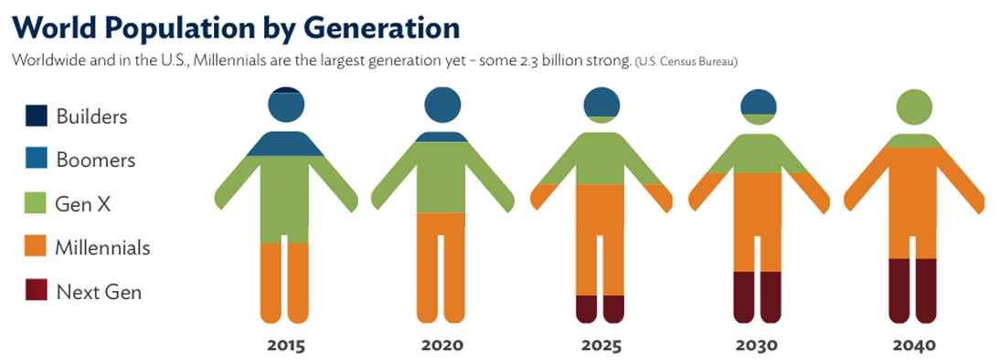 World Population by Generation
Worldwide and in the U.S., Millennials are the largest generation yet - some 2.3 billion strong. (U.S. Census Bureau)
Builders
Boomers
Gen X
Millennials
Next Gen
2015 2020 2025 2030 2040